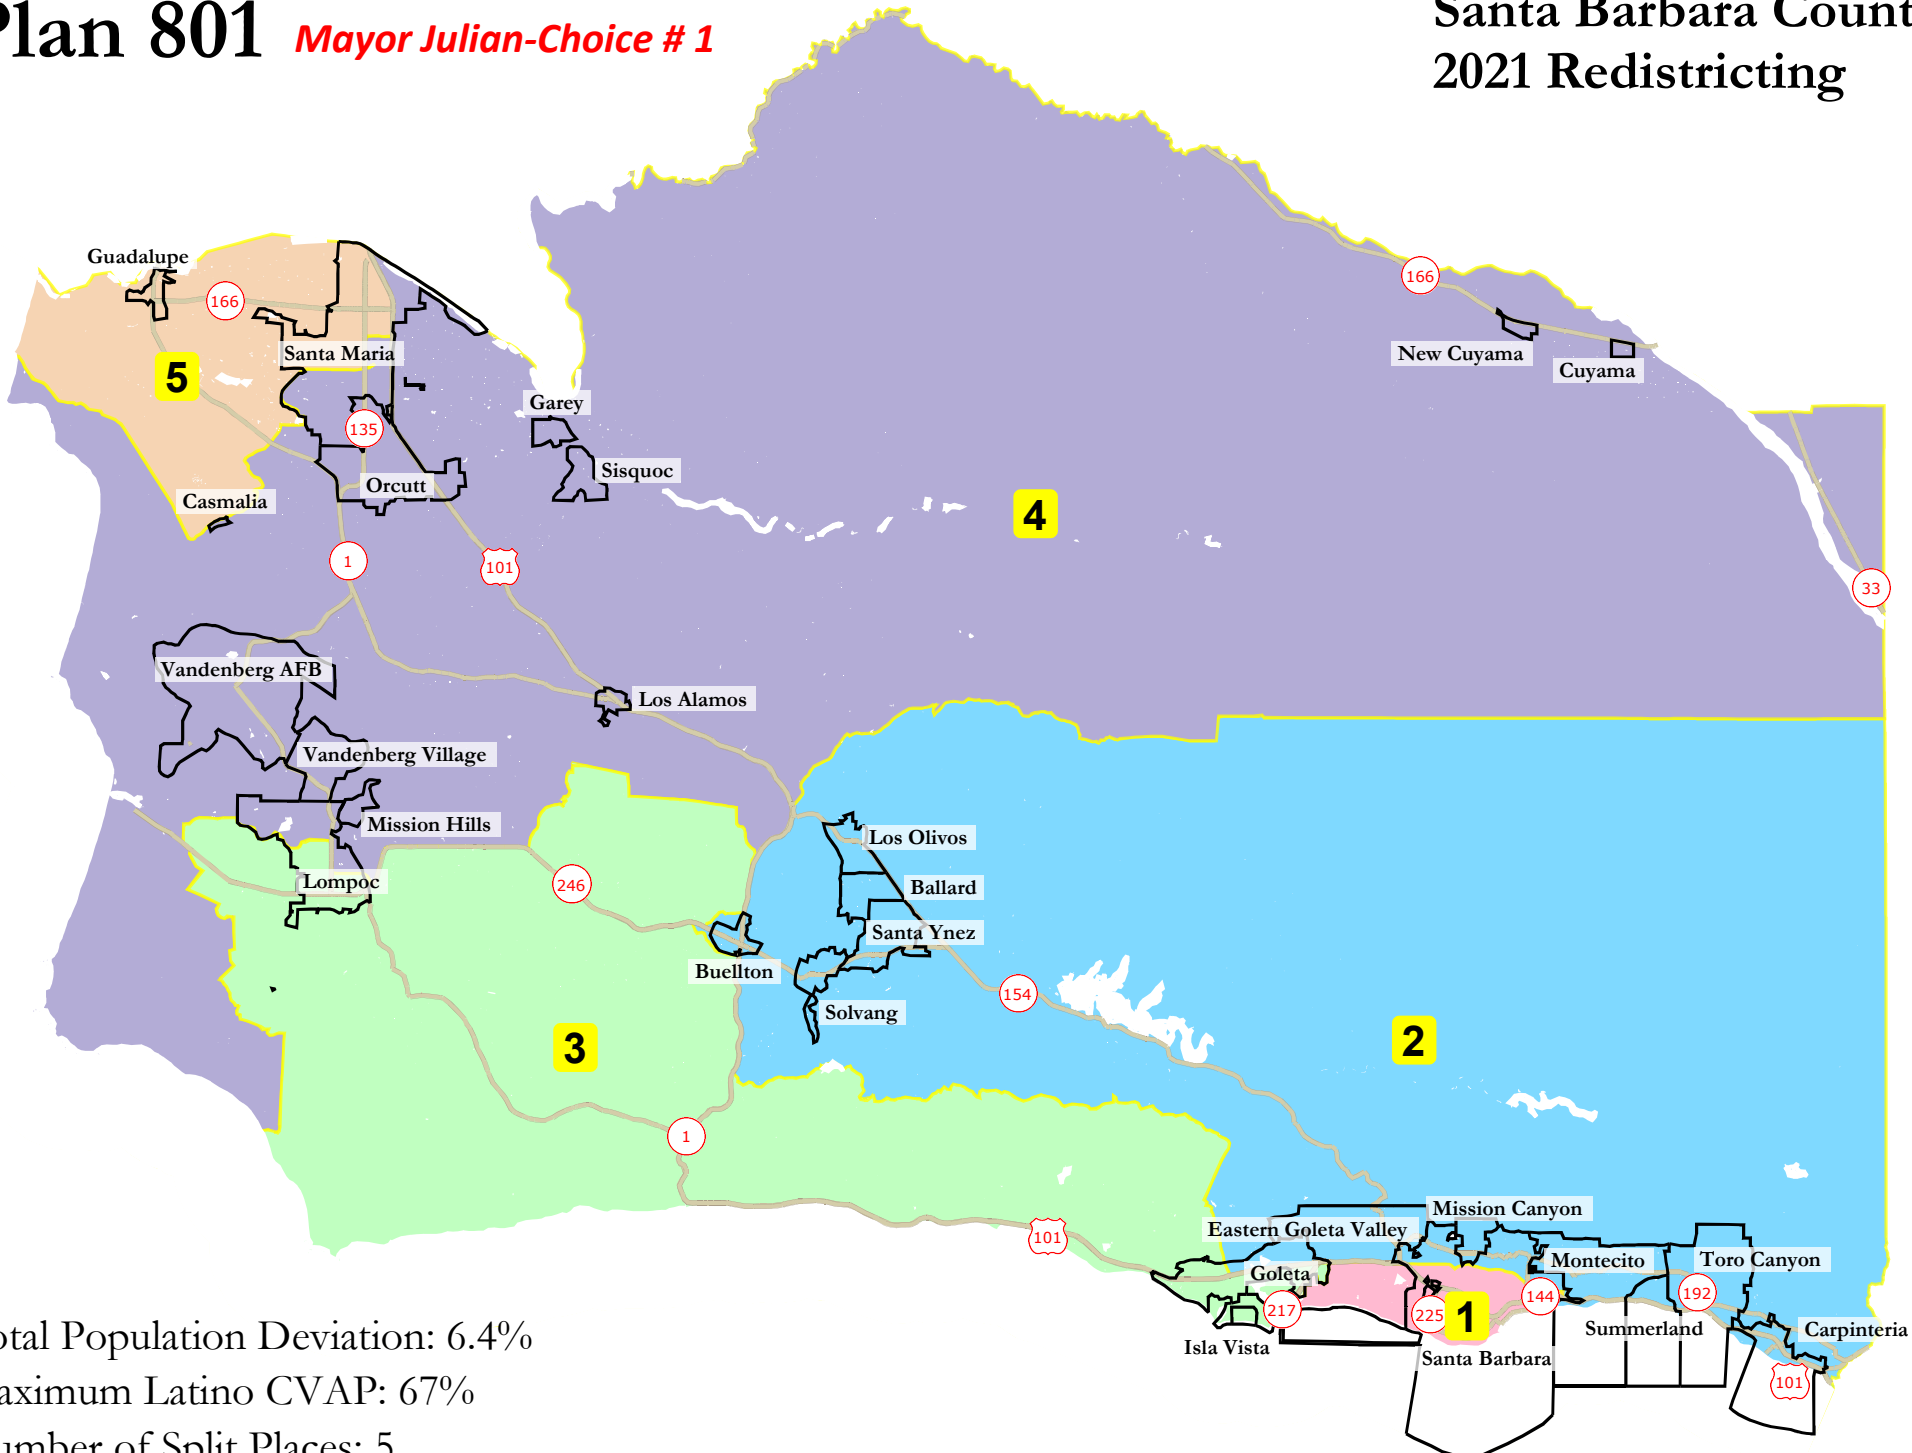 Plan 801 Mayor Julian-Choice # 1
Santa Barbara Count
2021 Redistricting
Guadalupe
166
Santa Maria
5
135
Garey
Sisquoc
Orcutt
Casmalia
1
101
4
166
New Cuyama
Cuyama
33
Vandenberg AFB
Los Alamos
Vandenberg Village
Mission Hills
Lompoc
246
Los Olivos
Ballard
Santa Ynez
Buellton
Solvang
154
3
2
1
101
Mission Canyon
Eastern Goleta Valley
Montecito
Toro Canyon
Goleta
217
225
1
144
192
Isla Vista
Summerland
Carpinteria
Santa Barbara
101
otal Population Deviation: 6.4%
aximum Latino CVAP: 67%
umber of Split Places: 5